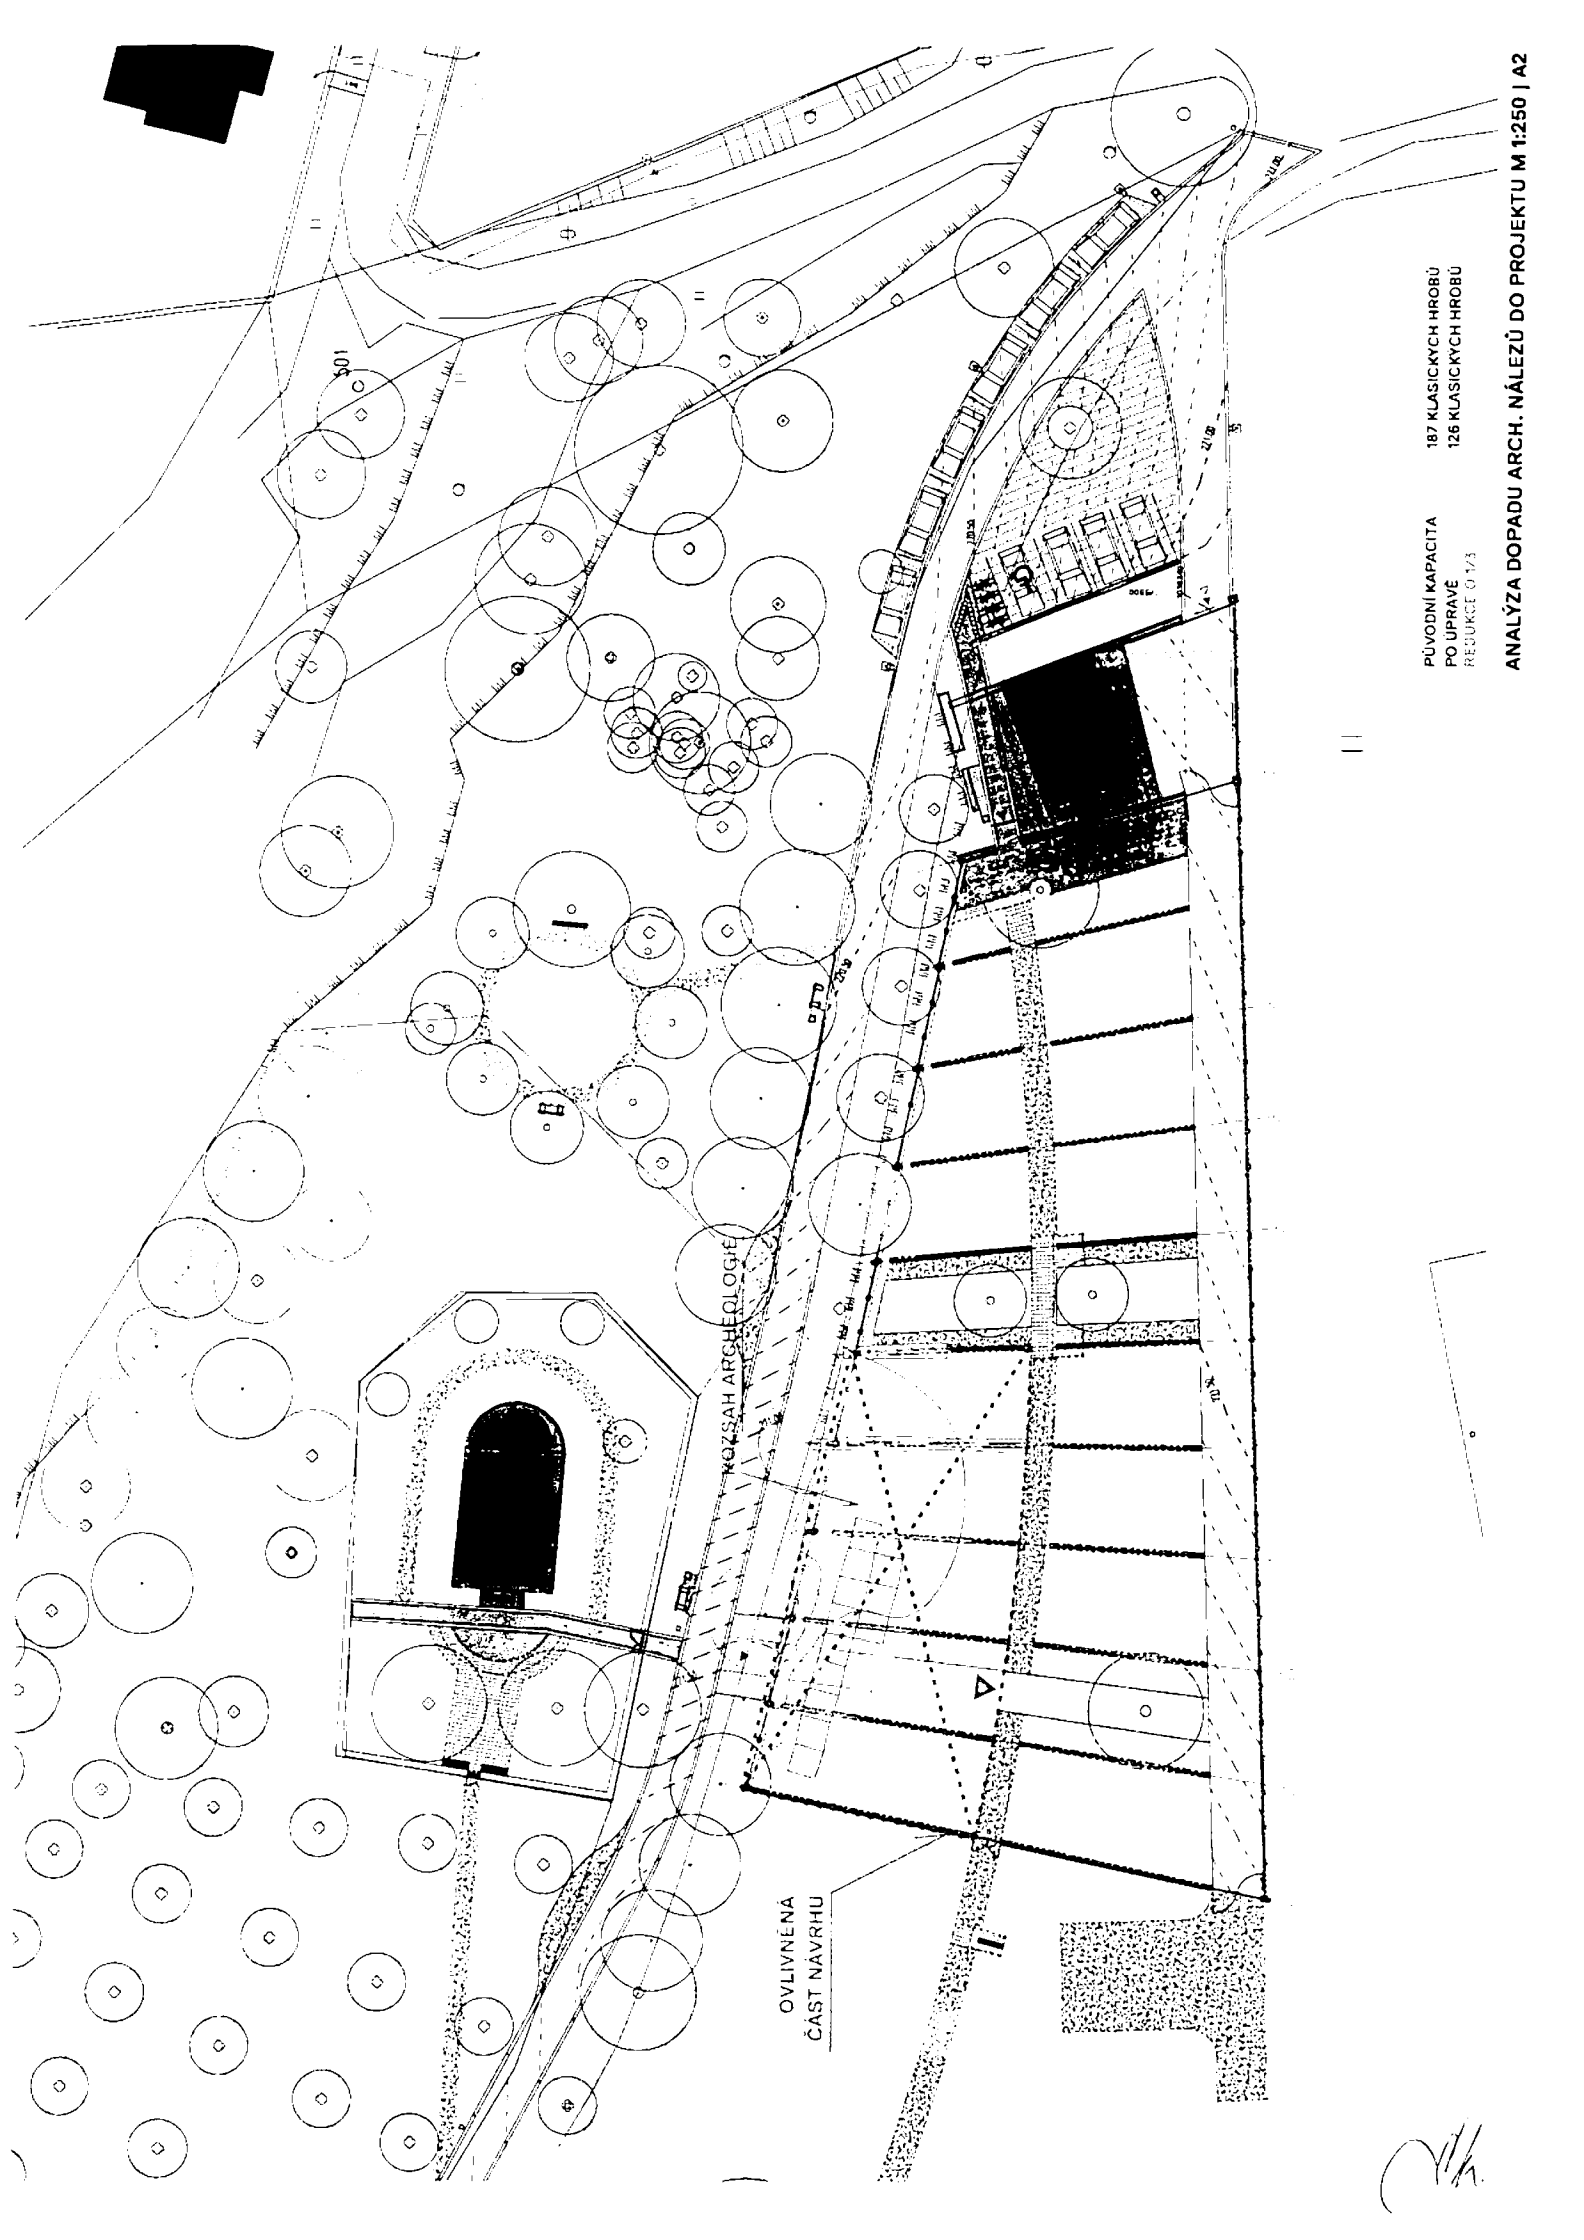 ANALÝZA DOPADU ARCH. NÁLEZŮ DO PROJEKTU M 1:250 | A2
PŮVODNÍ KAPACITA 187 KLASICKÝCH HROBŮ
PO ÚPRAVĚ 126 KLASICKÝCH HROBŮ
REDUKCE O 1/3
ROZSAH ARCHEOLOGIE
OVLIVNĚNÁ
ČÁST NÁVRHU
501